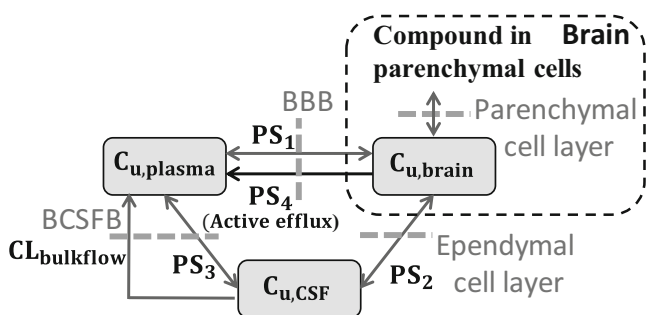 Compound in Brain
parenchymal cells
BBB
Parenchymal
cell layer
PS1
Cu,plasma
Cu,brain
PS4
(Active efflux)
BCSFB
CLbulkflow
PS3
Cu,CSF
PS2
Ependymal
cell layer